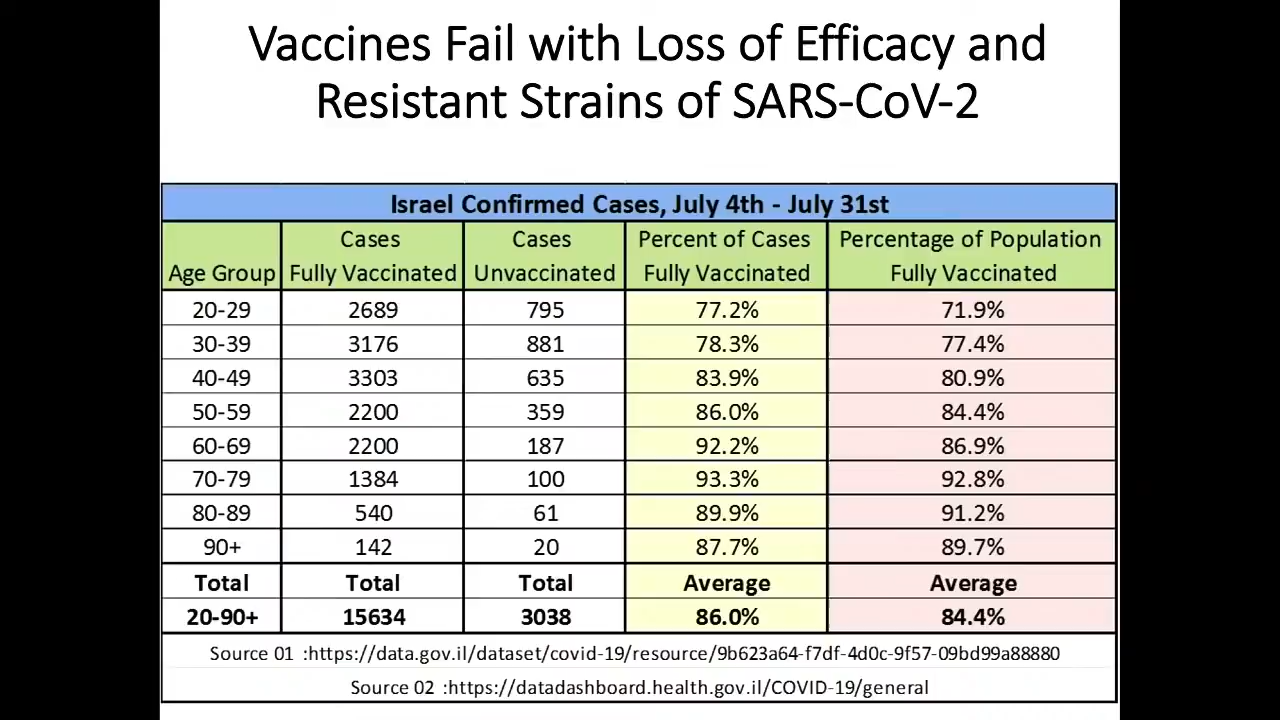 Vaccines Fail with Loss of Efficacy and
Resistant Strains of SARS-CoV-2
Israel Confirmed Cases, July 4th - July 31st
Age Group Cases Fully Vaccinated Cases Unvaccinated Percent of Cases Fully Vaccinated Percentage of Population Fully Vaccinated
20-29 2689 795 77.2% 71.9%
30-39 3176 881 78.3% 77.4%
40-49 3303 635 83.9% 80.9%
50-59 2200 359 86.0% 84.4%
60-69 2200 187 92.2% 86.9%
70-79 1384 100 93.3% 92.8%
80-89 540 61 89.9% 91.2%
90+ 142 20 87.7% 89.7%
Total Total Total Average Average
20-90+ 15634 3038 86.0% 84.4%
Source 01 :https://data.gov.il/dataset/covid-19/resource/9b623a64-f7df-4d0c-9f57-09bd99a88880
Source 02 :https://datadashboard.health.gov.il/COVID-19/general